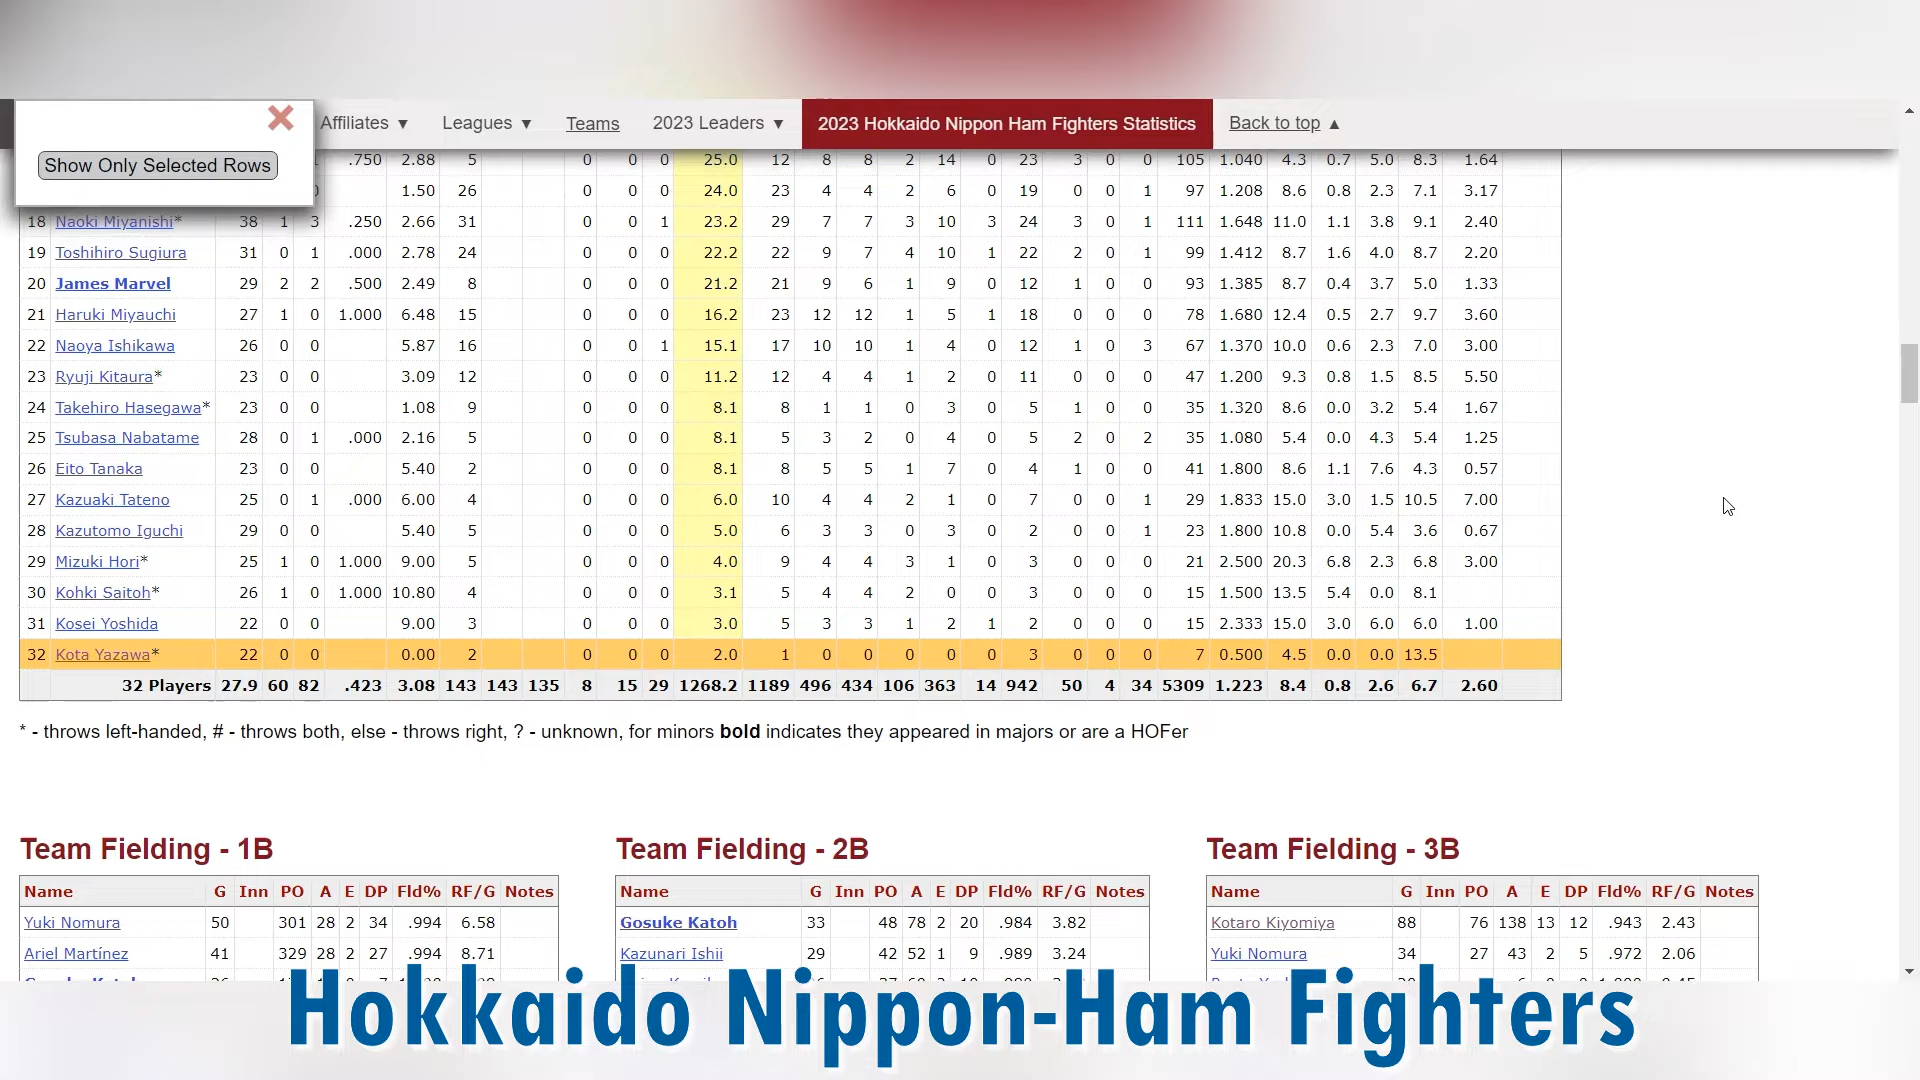 Affiliates ▼ Leagues ▼ Teams 2023 Leaders ▼ 2023 Hokkaido Nippon Ham Fighters Statistics Back to top ▲
Show Only Selected Rows
.750 2.88 5 0 0 0 25.0 12 8 8 2 14 0 23 3 0 0 105 1.040 4.3 0.7 5.0 8.3 1.64
1.50 26 0 0 0 24.0 23 4 4 2 6 0 19 0 0 1 97 1.208 8.6 0.8 2.3 7.1 3.17
18 Naoki Miyanishi* 38 1 3 .250 2.66 31 0 0 1 23.2 29 7 7 3 10 3 24 3 0 1 111 1.648 11.0 1.1 3.8 9.1 2.40
19 Toshihiro Sugiura 31 0 1 .000 2.78 24 0 0 0 22.2 22 9 7 4 10 1 22 2 0 1 99 1.412 8.7 1.6 4.0 8.7 2.20
20 James Marvel 29 2 2 .500 2.49 8 0 0 0 21.2 21 9 6 1 9 0 12 1 0 0 93 1.385 8.7 0.4 3.7 5.0 1.33
21 Haruki Miyauchi 27 1 0 1.000 6.48 15 0 0 0 16.2 23 12 12 1 5 1 18 0 0 0 78 1.680 12.4 0.5 2.7 9.7 3.60
22 Naoya Ishikawa 26 0 0 5.87 16 0 0 1 15.1 17 10 10 1 4 0 12 1 0 3 67 1.370 10.0 0.6 2.3 7.0 3.00
23 Ryuji Kitaura* 23 0 0 3.09 12 0 0 0 11.2 12 4 4 1 2 0 11 0 0 0 47 1.200 9.3 0.8 1.5 8.5 5.50
24 Takehiro Hasegawa* 23 0 0 1.08 9 0 0 0 8.1 8 1 1 0 3 0 5 1 0 0 35 1.320 8.6 0.0 3.2 5.4 1.67
25 Tsubasa Nabatame 28 0 1 .000 2.16 5 0 0 0 8.1 5 3 2 0 4 0 5 2 0 2 35 1.080 5.4 0.0 4.3 5.4 1.25
26 Eito Tanaka 23 0 0 5.40 2 0 0 0 8.1 8 5 5 1 7 0 4 1 0 0 41 1.800 8.6 1.1 7.6 4.3 0.57
27 Kazuaki Tateno 25 0 1 .000 6.00 4 0 0 0 6.0 10 4 4 2 1 0 7 0 0 1 29 1.833 15.0 3.0 1.5 10.5 7.00
28 Kazutomo Iguchi 29 0 0 5.40 5 0 0 0 5.0 6 3 3 0 3 0 2 0 0 1 23 1.800 10.8 0.0 5.4 3.6 0.67
29 Mizuki Hori* 25 1 0 1.000 9.00 5 0 0 0 4.0 9 4 4 3 1 0 3 0 0 0 21 2.500 20.3 6.8 2.3 6.8 3.00
30 Kohki Saitoh* 26 1 0 1.000 10.80 4 0 0 0 3.1 5 4 4 2 0 0 3 0 0 0 15 1.500 13.5 5.4 0.0 8.1
31 Kosei Yoshida 22 0 0 9.00 3 0 0 0 3.0 5 3 3 1 2 1 2 0 0 0 15 2.333 15.0 3.0 6.0 6.0 1.00
32 Kota Yazawa* 22 0 0 0.00 2 0 0 0 2.0 1 0 0 0 0 0 3 0 0 0 7 0.500 4.5 0.0 0.0 13.5
32 Players 27.9 60 82 .423 3.08 143 143 135 8 15 29 1268.2 1189 496 434 106 363 14 942 50 4 34 5309 1.223 8.4 0.8 2.6 6.7 2.60
* - throws left-handed, # - throws both, else - throws right, ? - unknown, for minors bold indicates they appeared in majors or are a HOFer
Team Fielding - 1B Team Fielding - 2B Team Fielding - 3B
Name G Inn PO A E DP Fld% RF/G Notes Name G Inn PO A E DP Fld% RF/G Notes Name G Inn PO A E DP Fld% RF/G Notes
Yuki Nomura 50 301 28 2 34 .994 6.58 Gosuke Katoh 33 48 78 2 20 .984 3.82 Kotaro Kiyomiya 88 76 138 13 12 .943 2.43
Ariel Martínez 41 329 28 2 27 .994 8.71 Kazunari Ishii 29 42 52 1 9 .989 3.24 Yuki Nomura 34 27 43 2 5 .972 2.06
Hokkaido Nippon-Ham Fighters